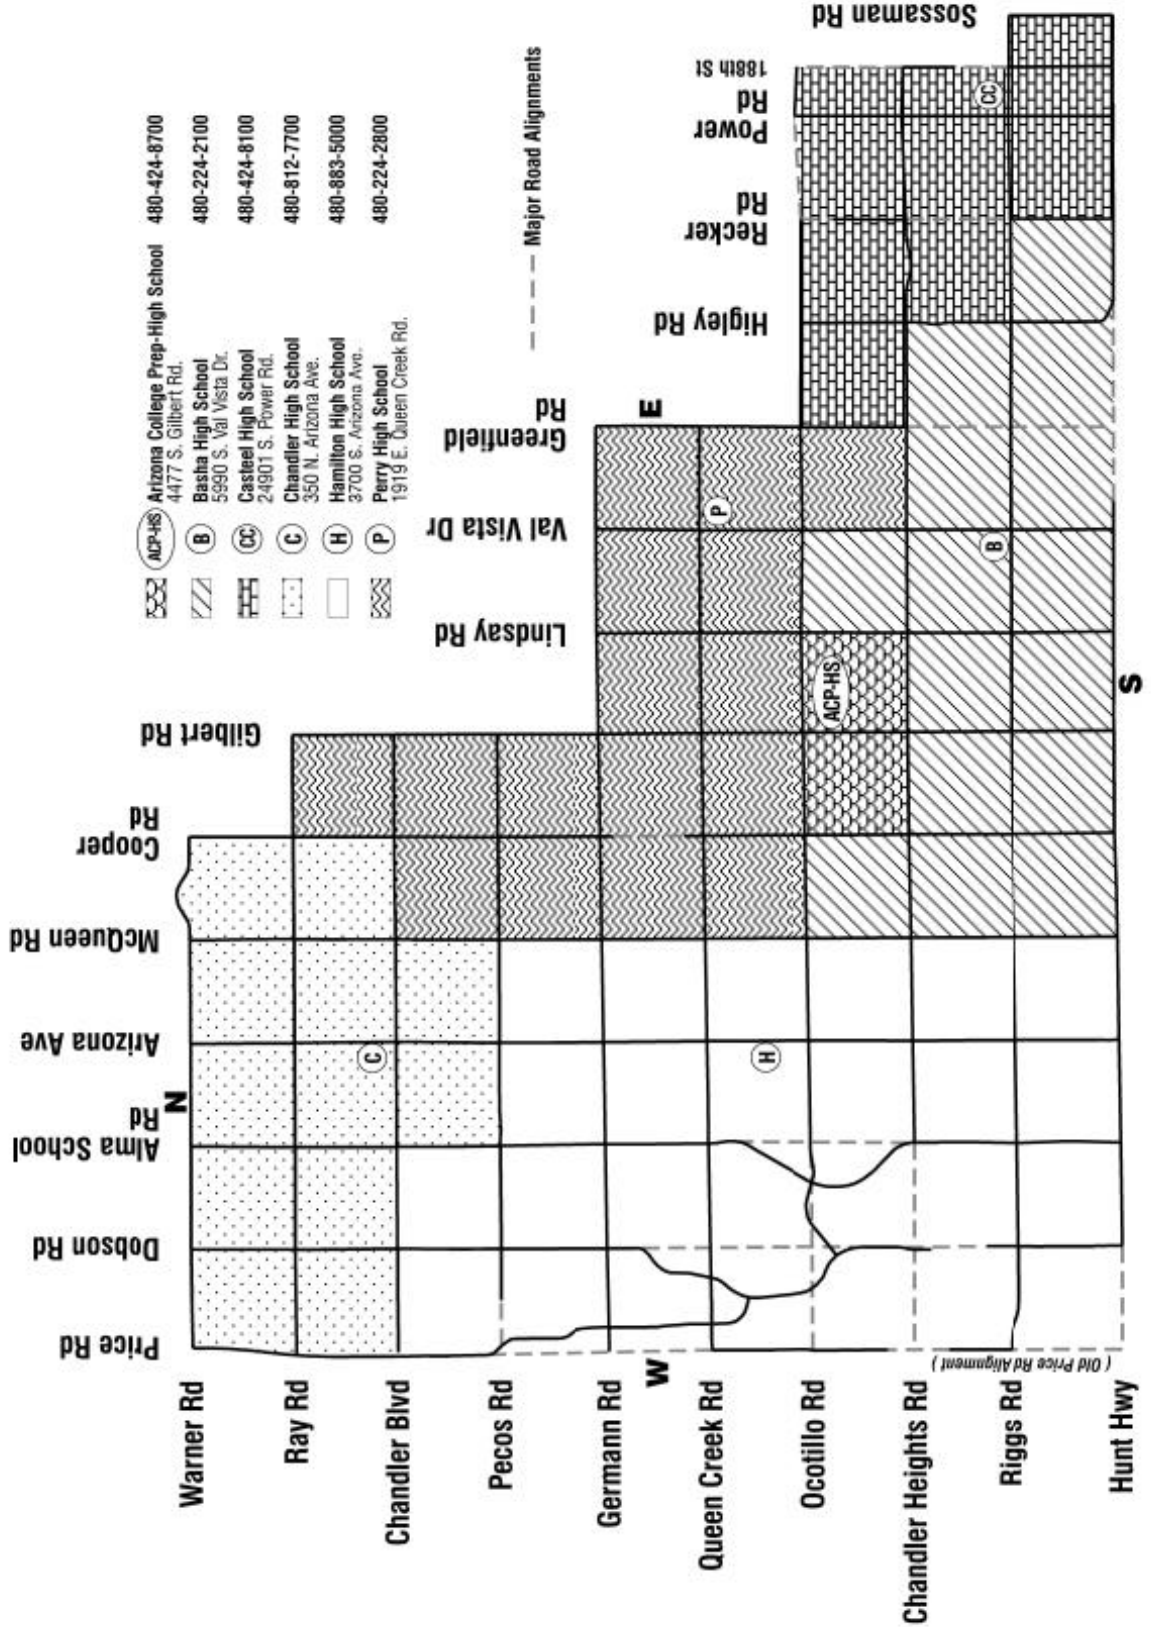 Sossaman Rd
188th St
Power Rd
Recker Rd
Higley Rd
Greenfield Rd
Val Vista Dr
Lindsay Rd
Gilbert Rd
Cooper Rd
McQueen Rd
Arizona Ave
Alma School Rd
Dobson Rd
Price Rd
ACP-HS Arizona College Prep-High School 480-424-8700
4477 S. Gilbert Rd.
B Basha High School 480-224-2100
5990 S. Val Vista Dr.
CC Casteel High School 480-424-8100
24901 S. Power Rd.
C Chandler High School 480-812-7700
350 N. Arizona Ave.
H Hamilton High School 480-883-5000
3700 S. Arizona Ave.
P Perry High School 480-224-2800
1919 E. Queen Creek Rd.
Major Road Alignments
N
E
S
W
C
H
P
B
CC
ACP-HS
Warner Rd
Ray Rd
Chandler Blvd
Pecos Rd
Germann Rd
Queen Creek Rd
Ocotillo Rd
Chandler Heights Rd
Riggs Rd
Hunt Hwy
( Old Price Rd Alignment )